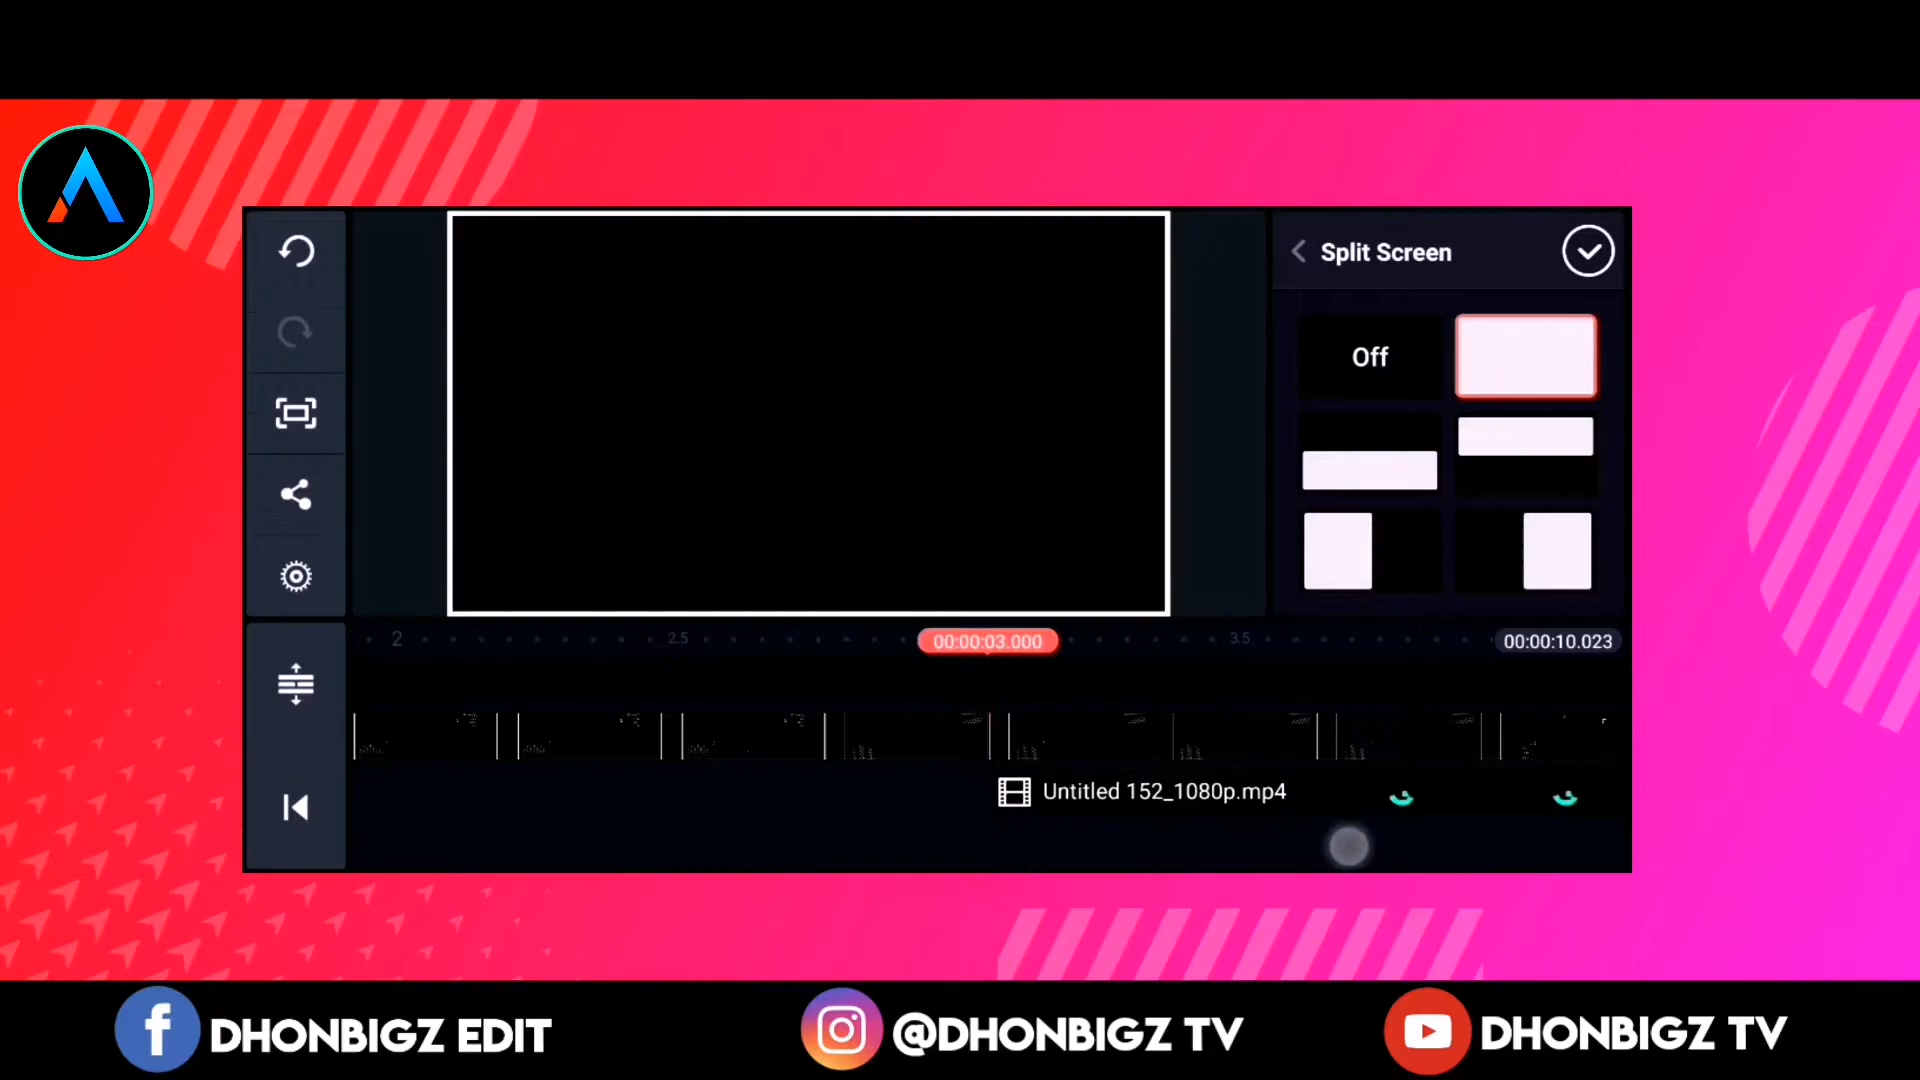 Split Screen
Off
2
2.5
00:00:03.000
3.5
00:00:10.023
Untitled 152_1080p.mp4
DHONBIGZ EDIT
@DHONBIGZ TV
DHONBIGZ TV